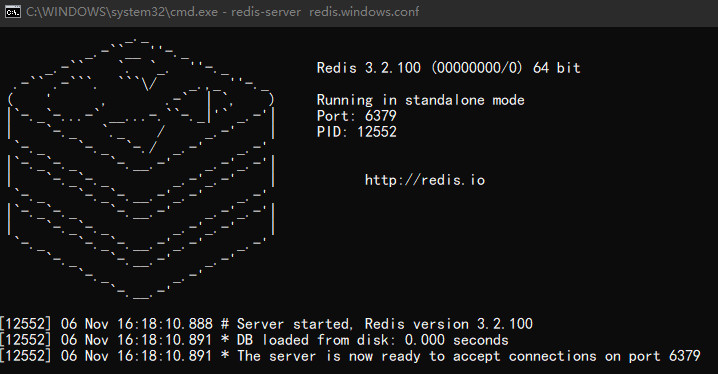 C:\WINDOWS\system32\cmd.exe - redis-server  redis.windows.conf
Redis 3.2.100 (00000000/0) 64 bit
Running in standalone mode
Port: 6379
PID: 12552
http://redis.io
[12552] 06 Nov 16:18:10.888 # Server started, Redis version 3.2.100
[12552] 06 Nov 16:18:10.891 * DB loaded from disk: 0.000 seconds
[12552] 06 Nov 16:18:10.891 * The server is now ready to accept connections on port 6379